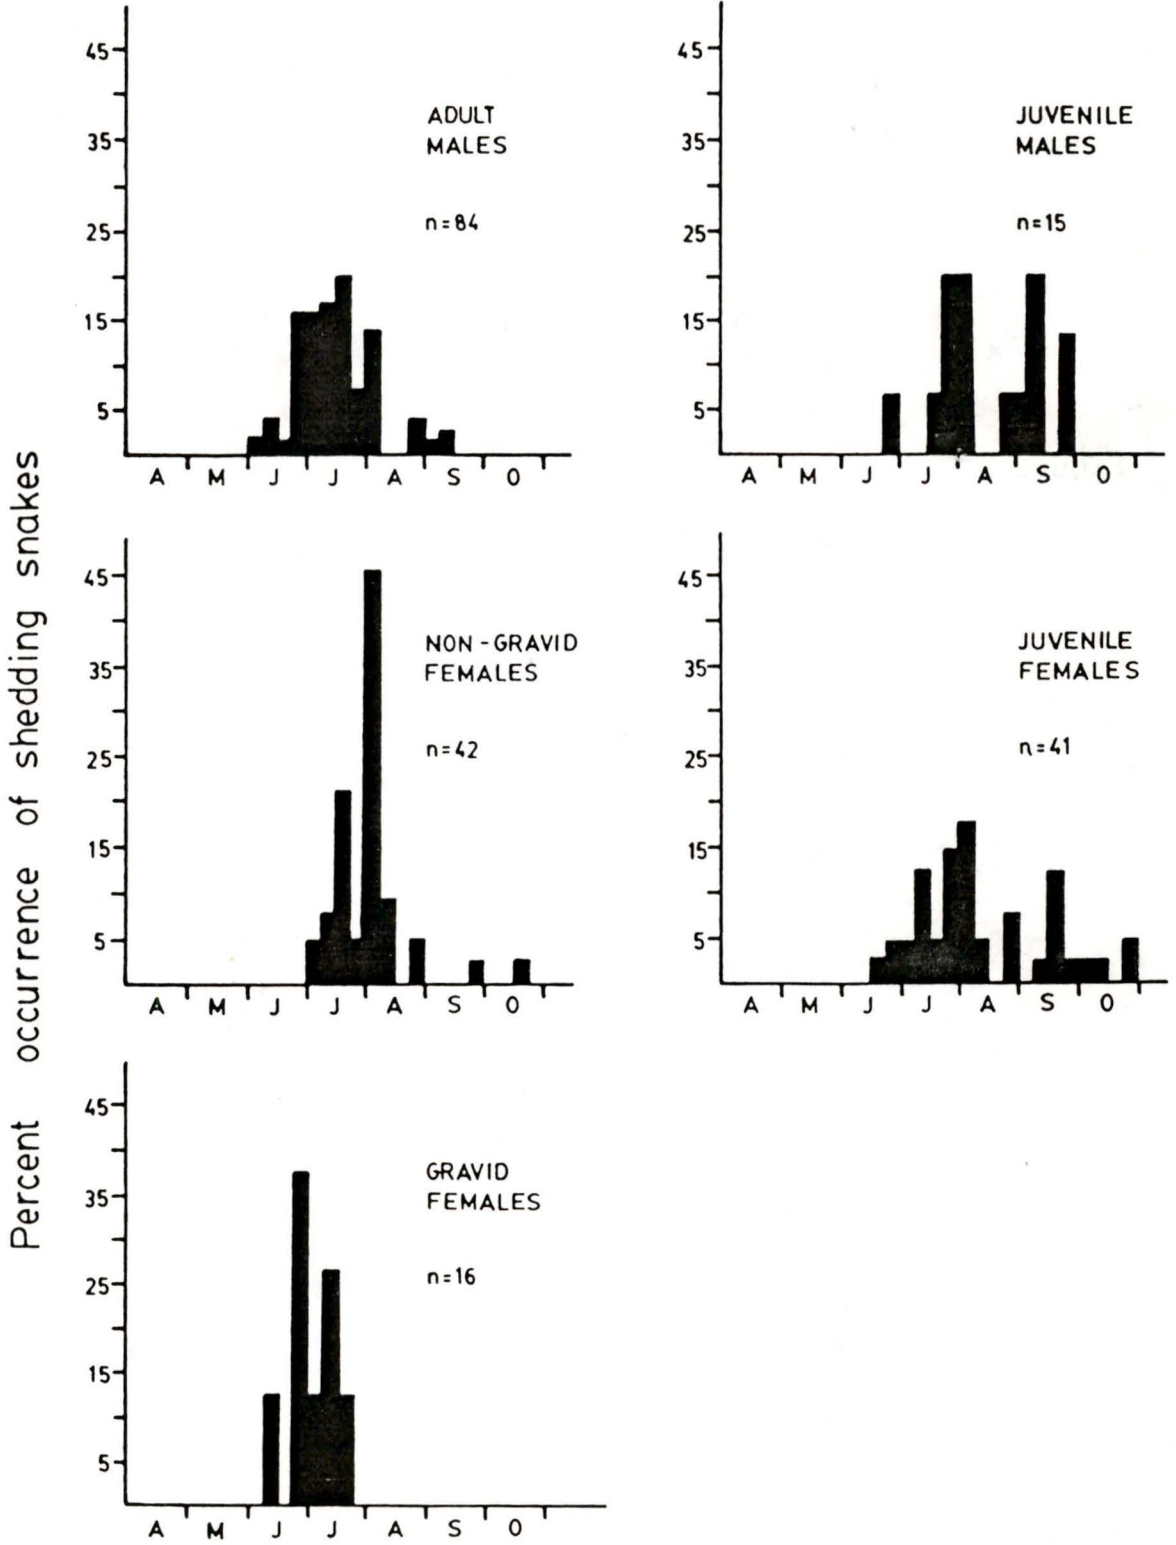 Percent occurrence of shedding snakes
45
35
25
15
5
ADULT
MALES
n=84
A M J J A S O
45
35
25
15
5
JUVENILE
MALES
n=15
A M J J A S O
45
35
25
15
5
NON-GRAVID
FEMALES
n=42
A M J J A S O
45
35
25
15
5
JUVENILE
FEMALES
n=41
A M J J A S O
45
35
25
15
5
GRAVID
FEMALES
n=16
A M J J A S O